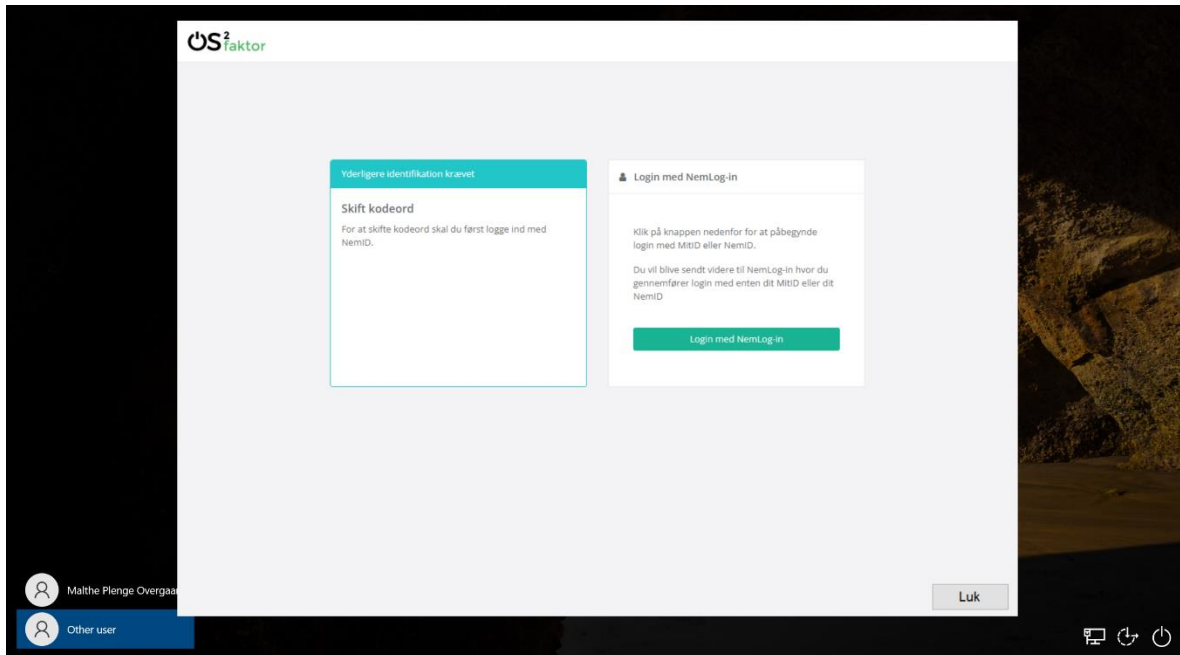 OS2faktor
Yderligere identifikation krævet
Skift kodeord
For at skifte kodeord skal du først logge ind med
NemID.
Login med NemLog-in
Klik på knappen nedenfor for at påbegynde
login med MitID eller NemID.
Du vil blive sendt videre til NemLog-in hvor du
gennemfører login med enten dit MitID eller dit
NemID
Login med NemLog-in
Luk
Malthe Plenge Overgaar
Other user